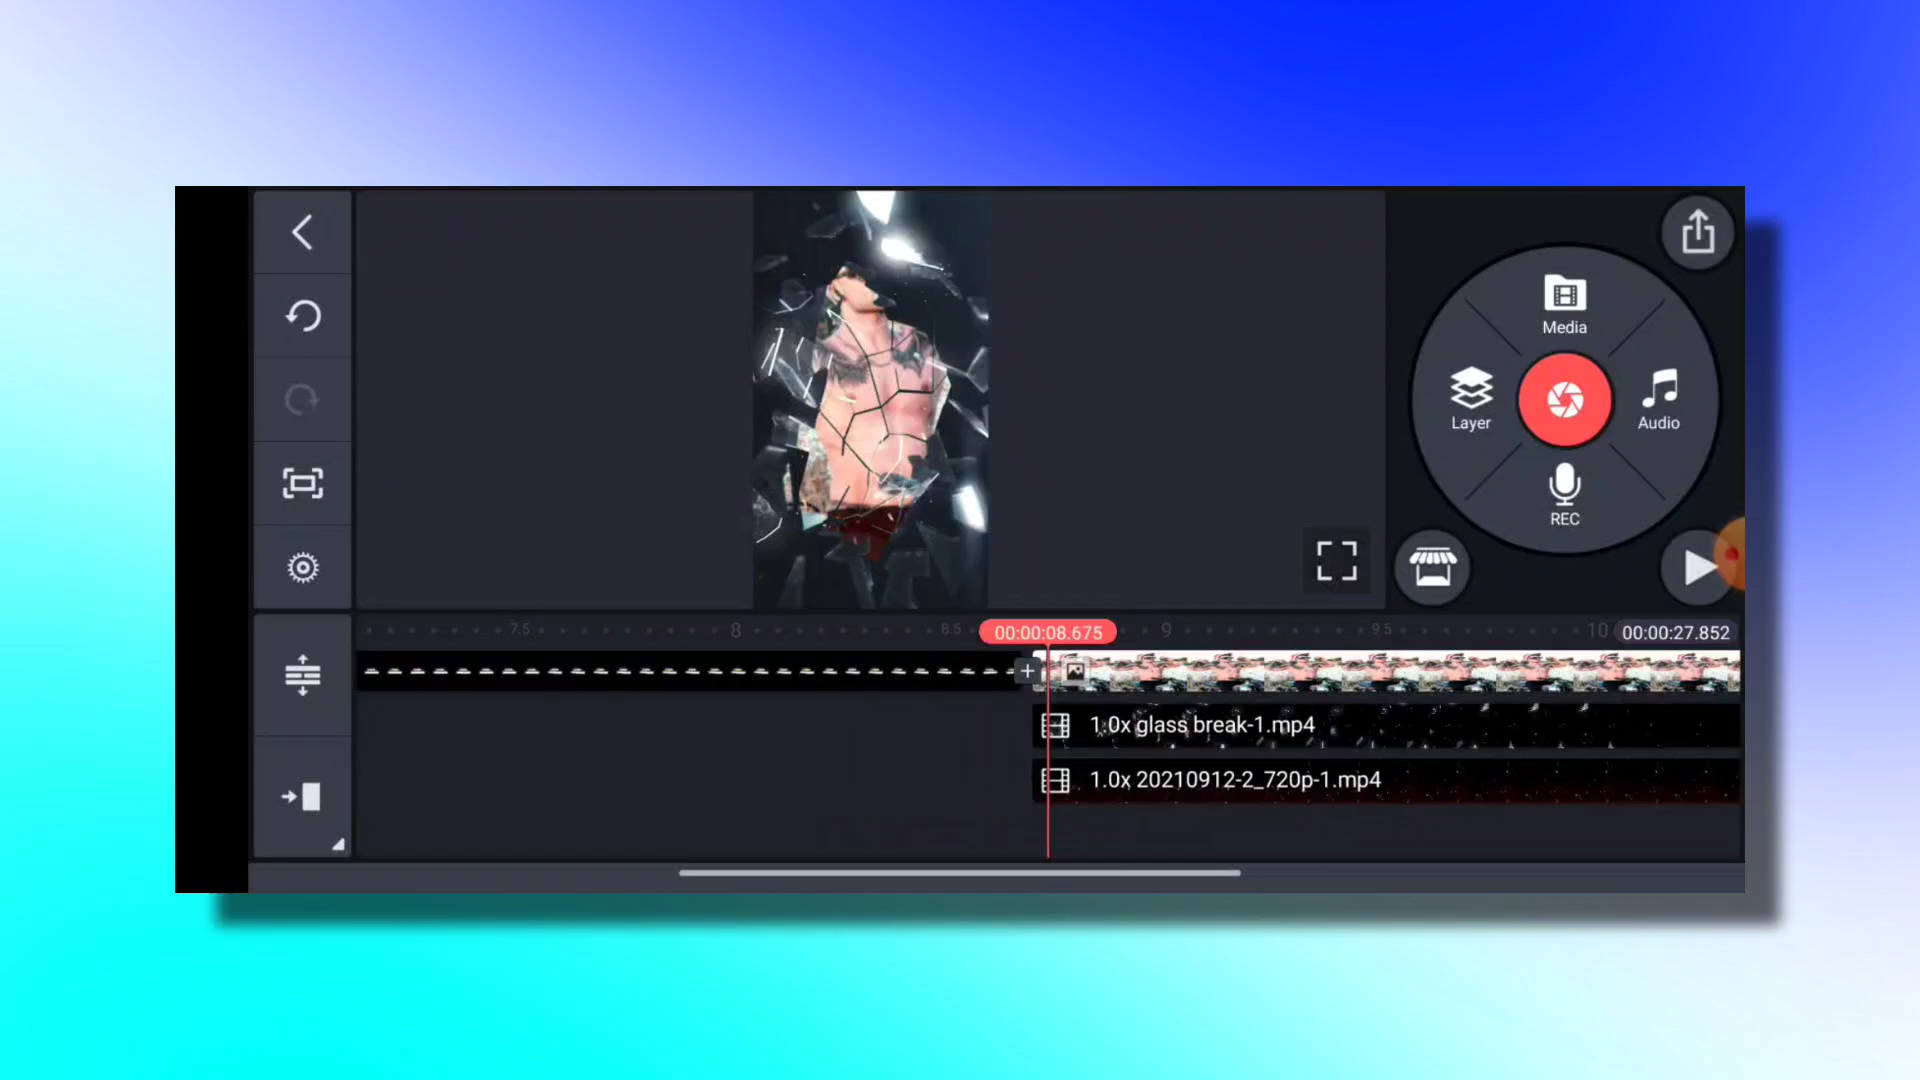 Media
Layer
Audio
REC
7.5
8
8.5
00:00:08.675
9
9.5
10
00:00:27.852
1.0x glass break-1.mp4
1.0x 20210912-2_720p-1.mp4